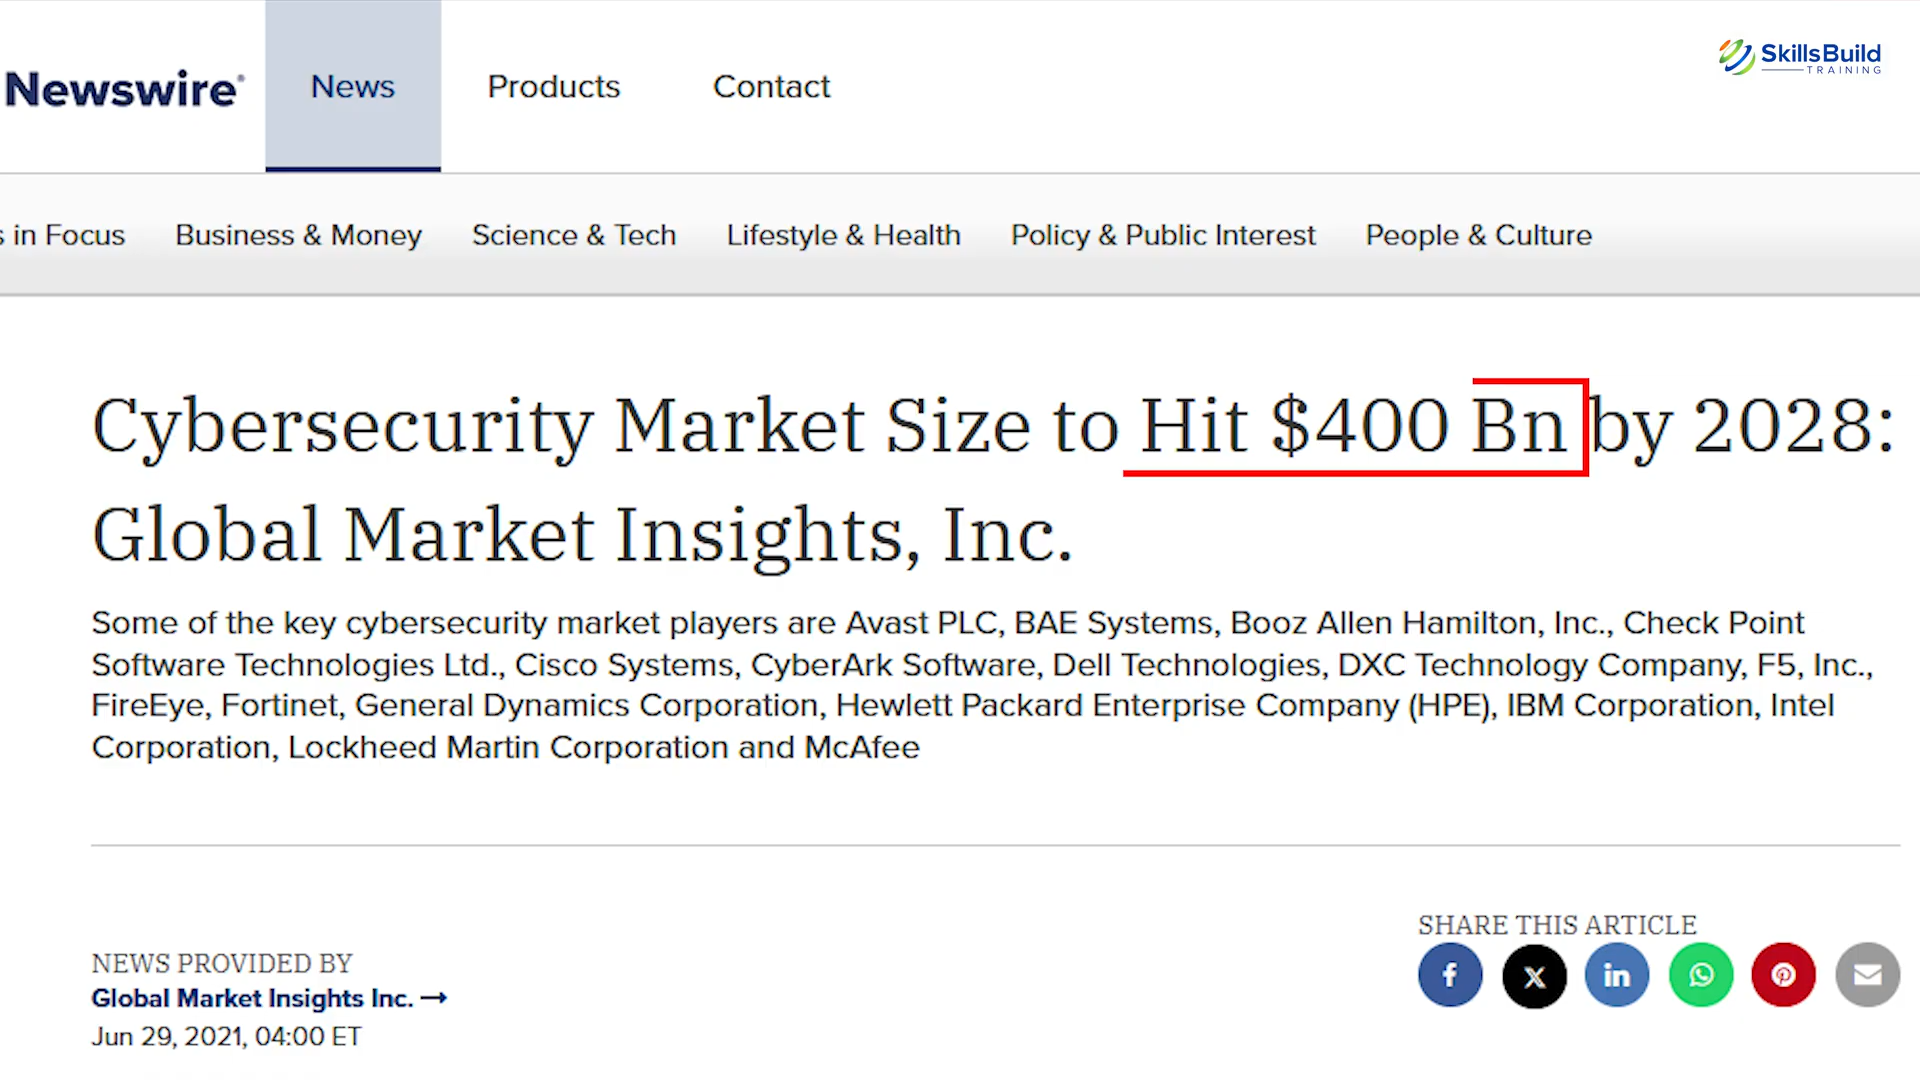 Newswire
News
Products
Contact
SkillsBuild
TRAINING
s in Focus
Business & Money
Science & Tech
Lifestyle & Health
Policy & Public Interest
People & Culture
Cybersecurity Market Size to Hit $400 Bn by 2028:
Global Market Insights, Inc.
Some of the key cybersecurity market players are Avast PLC, BAE Systems, Booz Allen Hamilton, Inc., Check Point
Software Technologies Ltd., Cisco Systems, CyberArk Software, Dell Technologies, DXC Technology Company, F5, Inc.,
FireEye, Fortinet, General Dynamics Corporation, Hewlett Packard Enterprise Company (HPE), IBM Corporation, Intel
Corporation, Lockheed Martin Corporation and McAfee
SHARE THIS ARTICLE
NEWS PROVIDED BY
Global Market Insights Inc. →
Jun 29, 2021, 04:00 ET